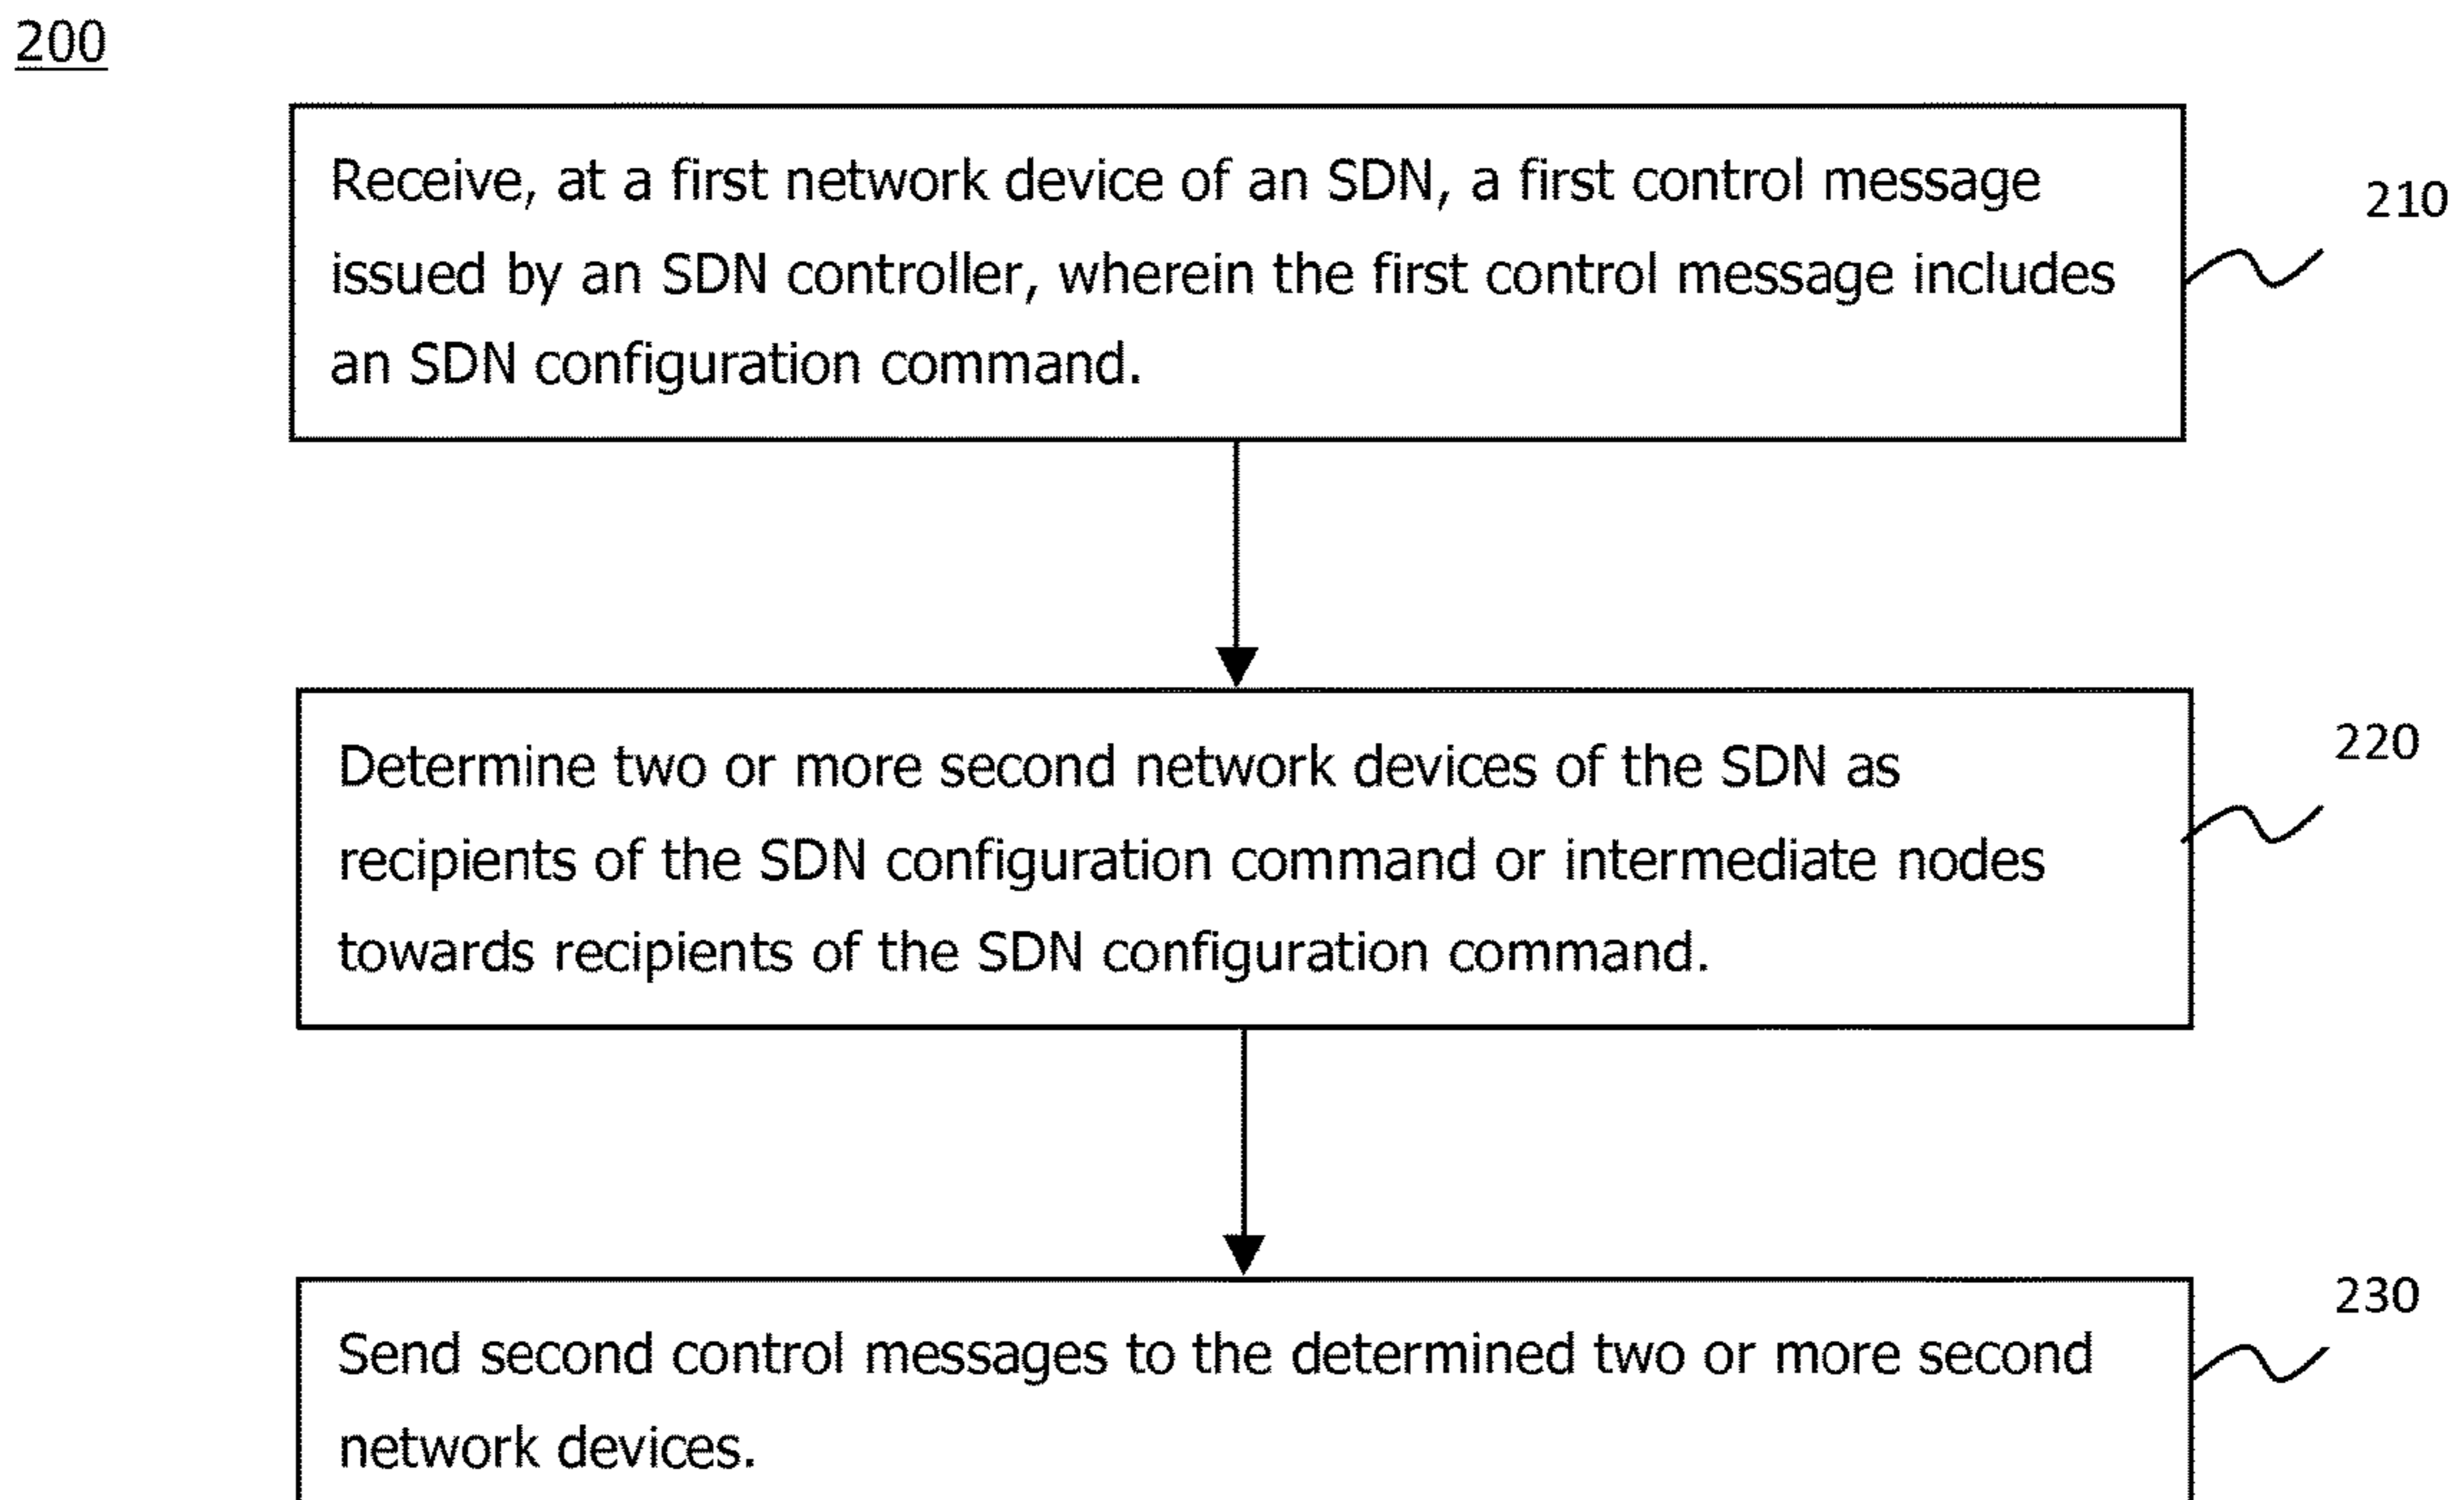 200
Receive, at a first network device of an SDN, a first control message
issued by an SDN controller, wherein the first control message includes
an SDN configuration command.
210
Determine two or more second network devices of the SDN as
recipients of the SDN configuration command or intermediate nodes
towards recipients of the SDN configuration command.
220
Send second control messages to the determined two or more second
network devices.
230